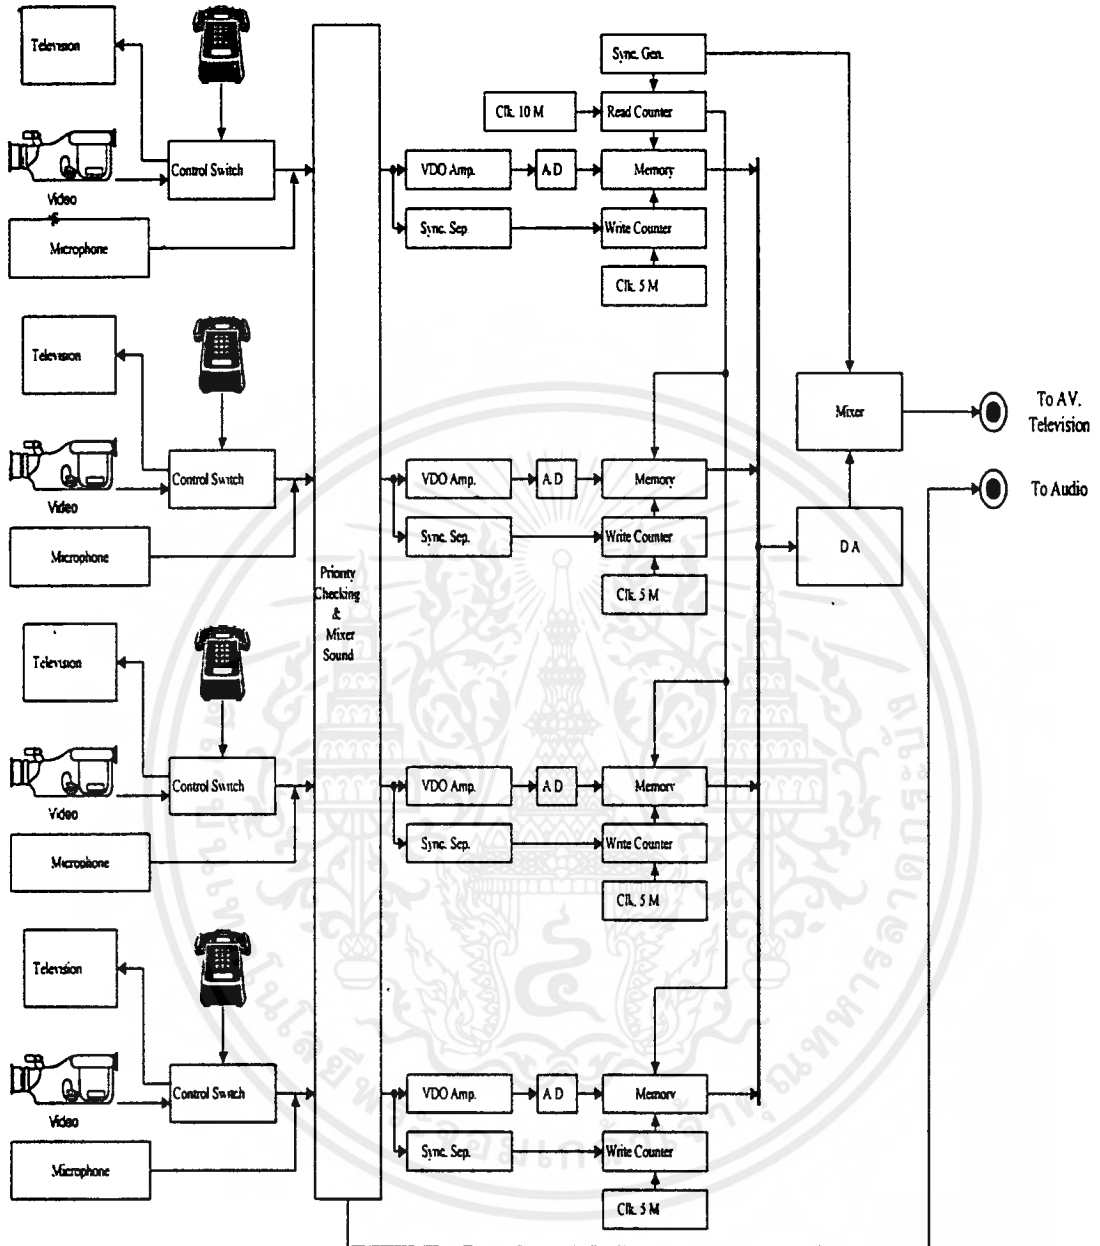 Television
Video
Control Switch
Microphone
Television
Video
Control Switch
Microphone
Television
Video
Control Switch
Microphone
Television
Video
Control Switch
Microphone
Priority
Checking
&
Mixer
Sound
Sync. Gen.
Clk. 10 M
Read Counter
VDO Amp.
A D
Memory
Sync. Sep.
Write Counter
Clk. 5 M
VDO Amp.
A D
Memory
Sync. Sep.
Write Counter
Clk. 5 M
VDO Amp.
A D
Memory
Sync. Sep.
Write Counter
Clk. 5 M
VDO Amp.
A D
Memory
Sync. Sep.
Write Counter
Clk. 5 M
Mixer
D A
To AV.
Television
To Audio